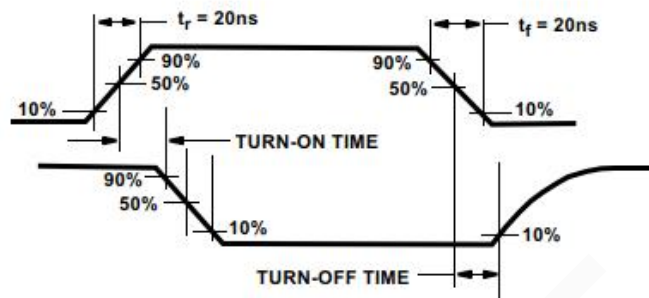 tr = 20ns
tf = 20ns
90%
90%
50%
50%
10%
10%
TURN-ON TIME
90%
50%
10%
10%
TURN-OFF TIME